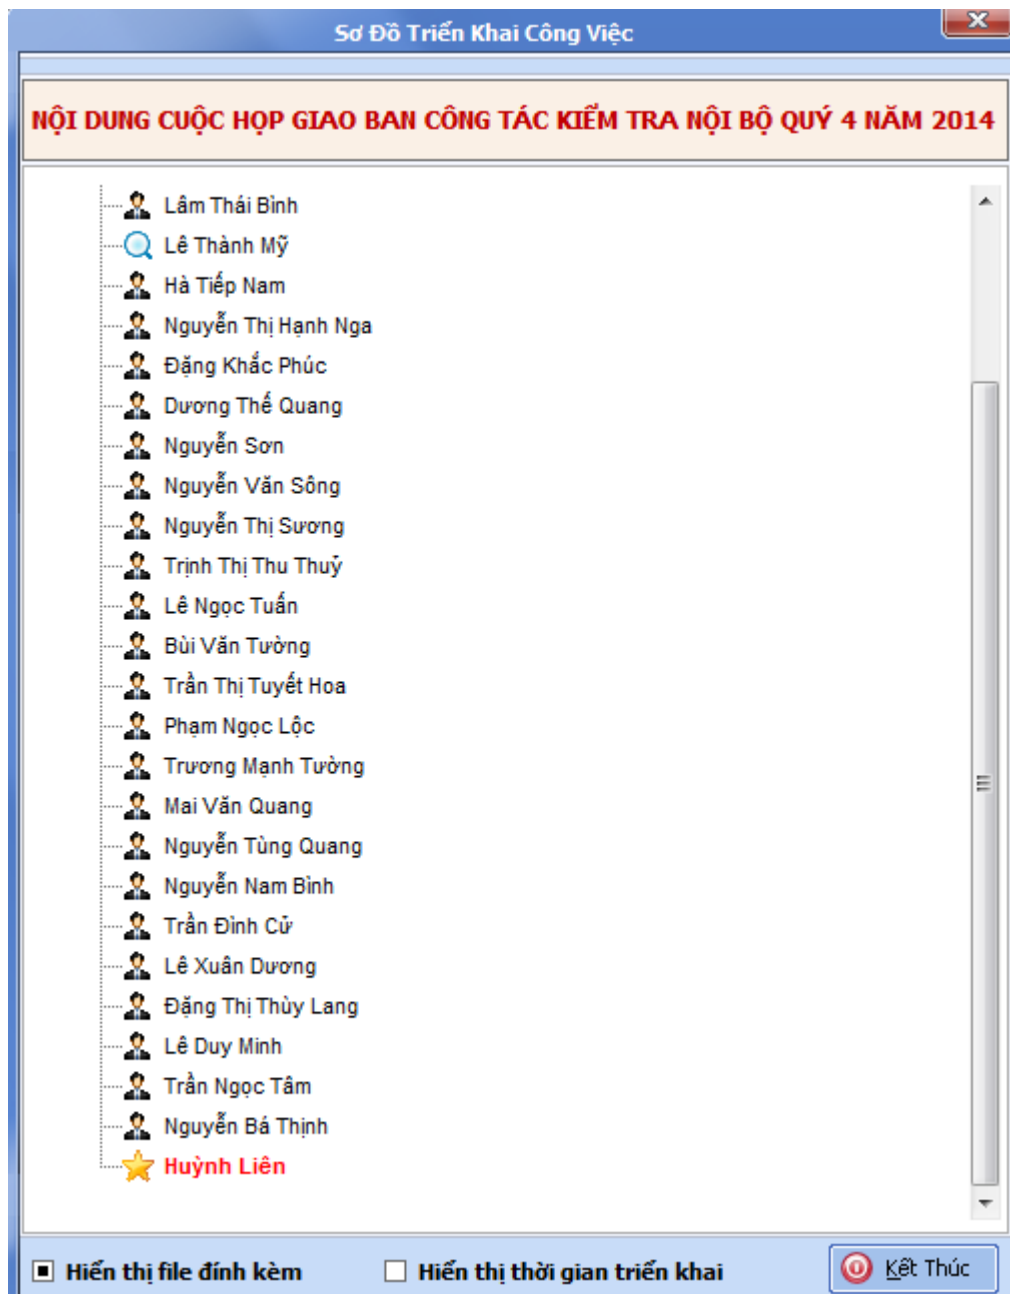 Sơ Đồ Triển Khai Công Việc
NỘI DUNG CUỘC HỌP GIAO BAN CÔNG TÁC KIỂM TRA NỘI BỘ QUÝ 4 NĂM 2014
Lâm Thái Bình
Lê Thành Mỹ
Hà Tiếp Nam
Nguyễn Thị Hạnh Nga
Đặng Khắc Phúc
Dương Thế Quang
Nguyễn Sơn
Nguyễn Văn Sông
Nguyễn Thị Sương
Trịnh Thị Thu Thuỷ
Lê Ngọc Tuấn
Bùi Văn Tường
Trần Thị Tuyết Hoa
Phạm Ngọc Lộc
Trương Mạnh Tường
Mai Văn Quang
Nguyễn Tùng Quang
Nguyễn Nam Bình
Trần Đình Cử
Lê Xuân Dương
Đặng Thị Thùy Lang
Lê Duy Minh
Trần Ngọc Tâm
Nguyễn Bá Thịnh
Huỳnh Liên
Hiển thị file đính kèm Hiển thị thời gian triển khai Kết Thúc